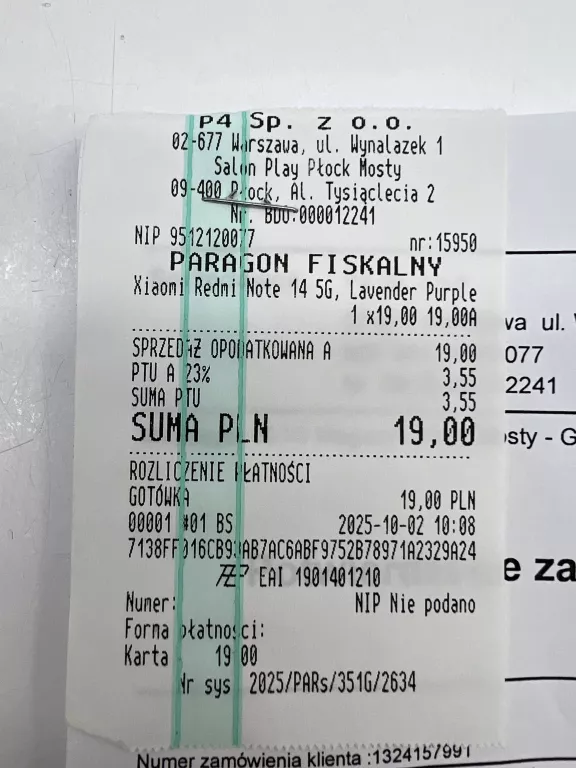 P4 Sp. z o.o.
02-677 Warszawa, ul. Wynalazek 1
Salon Play Płock Mosty
09-400 Płock, Al. Tysiąclecia 2
Nr. BDO:000012241
NIP 9512120077 nr:15950
PARAGON FISKALNY
Xiaomi Redmi Note 14 5G, Lavender Purple
1 x19,00 19,00A
SPRZEDAŻ OPODATKOWANA A 19,00
PTU A 23% 3,55
SUMA PTU 3,55
SUMA PLN 19,00
ROZLICZENIE PŁATNOŚCI
GOTÓWKA 19,00 PLN
00001 #01 BS 2025-10-02 10:08
EAI 1901401210
Numer: NIP Nie podano
Forma płatności:
Karta 19,00
Nr sys 2025/PARs/351G/2634
wa ul.
077
2241
osty - G
e za
Numer zamówienia klienta :1324157991